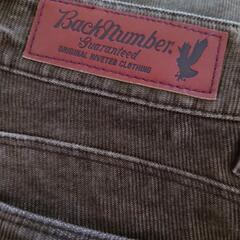 BackNumber.
Guaranteed
ORIGINAL RIVETED CLOTHING